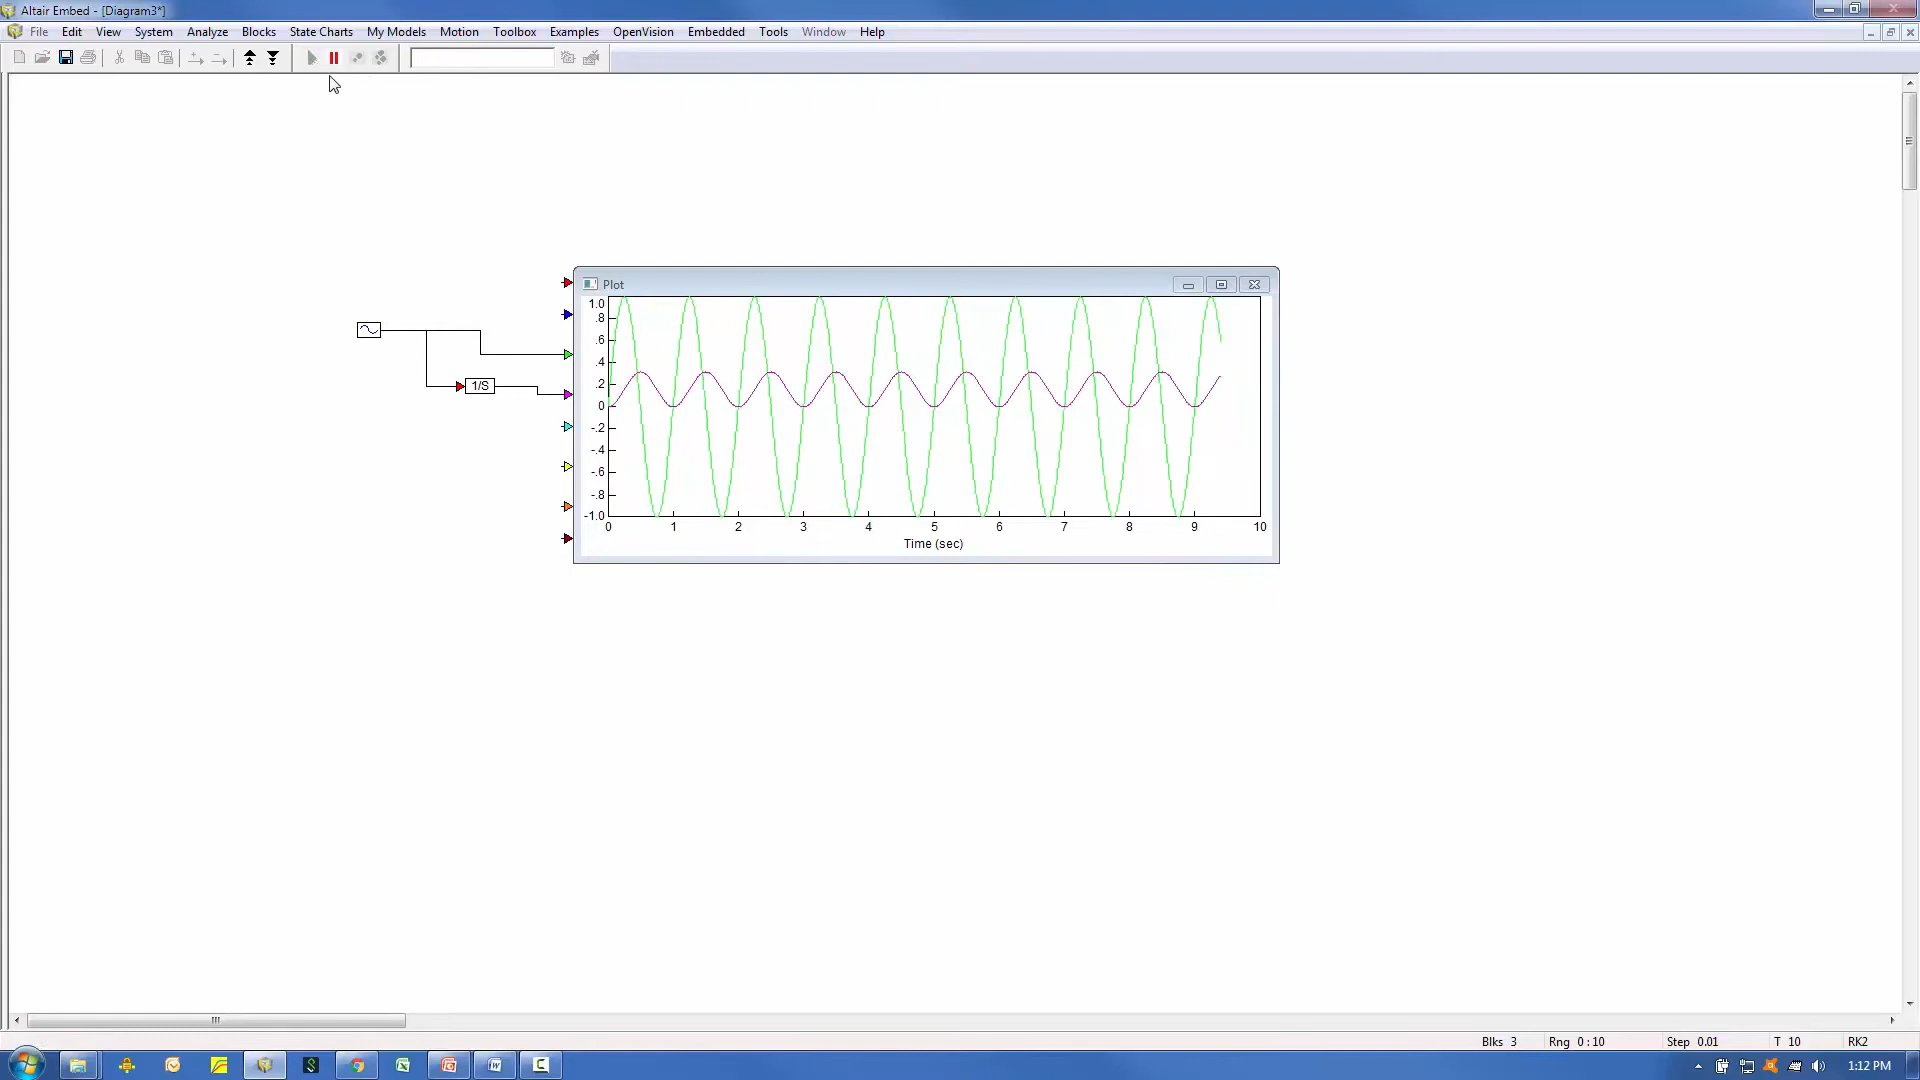 Altair Embed - [Diagram3*]
File Edit View System Analyze Blocks State Charts My Models Motion Toolbox Examples OpenVision Embedded Tools Window Help
Plot
1/S
1.0
.8
.6
.4
.2
0
-.2
-.4
-.6
-.8
-1.0
0 1 2 3 4 5 6 7 8 9 10
Time (sec)
Blks 3 Rng 0:10 Step 0.01 T 10 RK2
1:12 PM